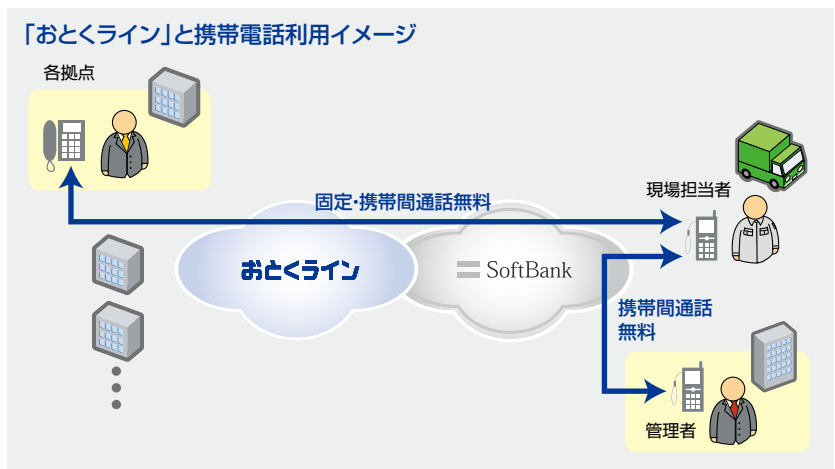 「おとくライン」と携帯電話利用イメージ
各拠点
現場担当者
固定・携帯間通話無料
おとくライン
SoftBank
携帯間通話
無料
管理者